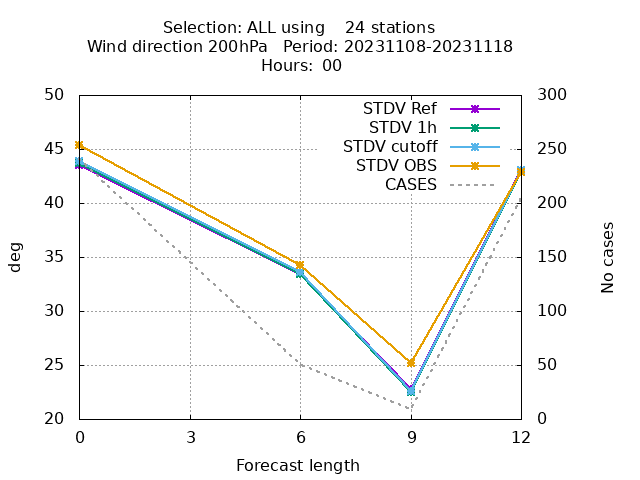 Selection: ALL using    24 stations
Wind direction 200hPa   Period: 20231108-20231118
Hours: 00
50 300
STDV Ref
STDV 1h
45 250
STDV cutoff
STDV OBS
CASES
40 200
35 150
deg
No cases
30 100
25 50
20 0
0 3 6 9 12
Forecast length